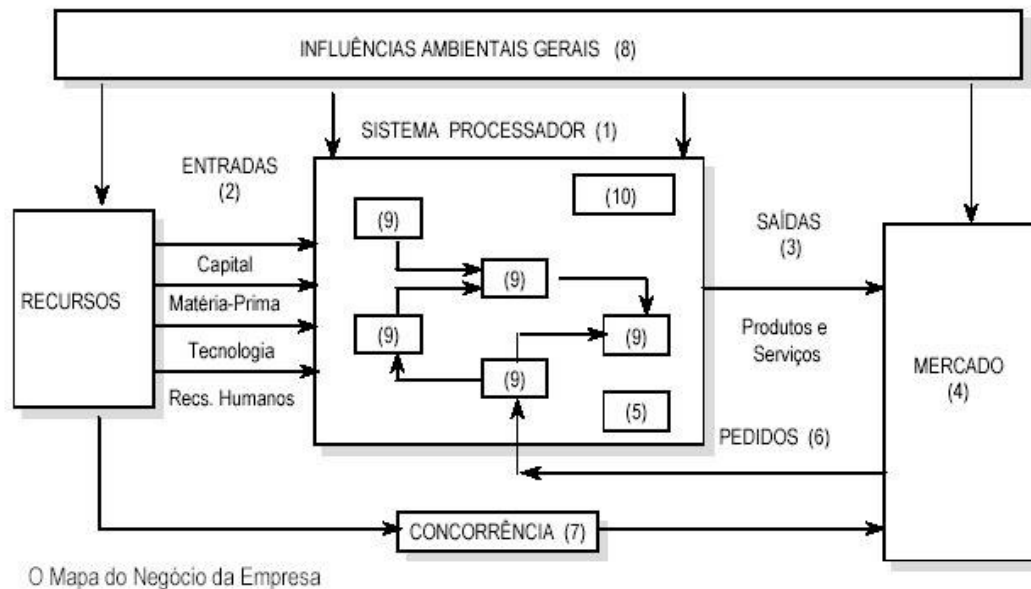 INFLUÊNCIAS AMBIENTAIS GERAIS (8)
SISTEMA PROCESSADOR (1)
ENTRADAS
(2)
(10)
(9)
SAÍDAS
(3)
Capital
(9)
RECURSOS
Matéria-Prima
(9)
(9)
Produtos e
Serviços
Tecnologia
MERCADO
(4)
(9)
Recs. Humanos
(5)
PEDIDOS (6)
CONCORRÊNCIA (7)
O Mapa do Negócio da Empresa